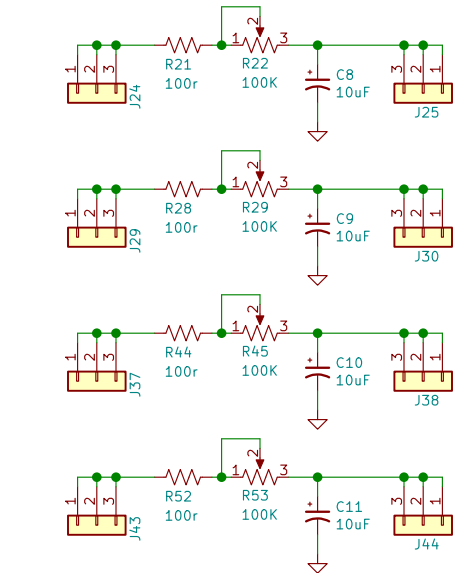 2
1 2 3 R21 1 R22 3 C8 3 2 1
100r 100K 10uF
J24 J25
2
1 2 3 R28 1 R29 3 C9 3 2 1
100r 100K 10uF
J29 J30
2
1 2 3 R44 1 R45 3 C10 3 2 1
100r 100K 10uF
J37 J38
2
1 2 3 R52 1 R53 3 C11 3 2 1
100r 100K 10uF
J43 J44